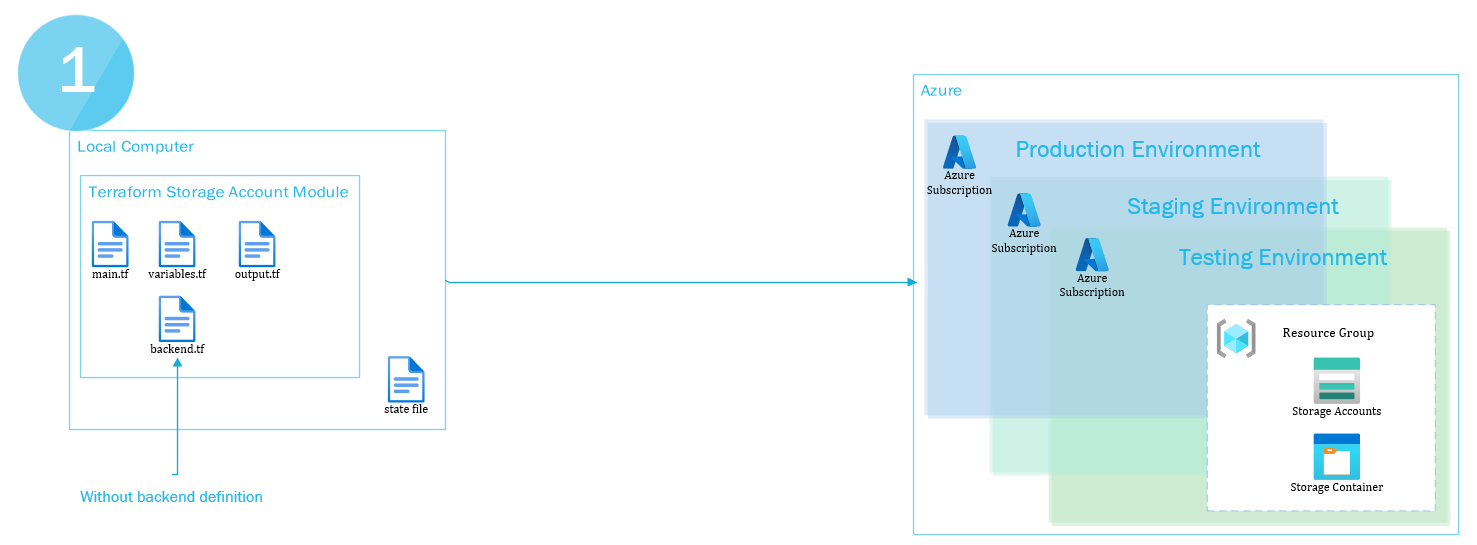 1
Local Computer
Terraform Storage Account Module
main.tf
variables.tf
output.tf
backend.tf
state file
Without backend definition
Azure
Production Environment
Azure
Subscription
Staging Environment
Azure
Subscription
Testing Environment
Azure
Subscription
Resource Group
Storage Accounts
Storage Container